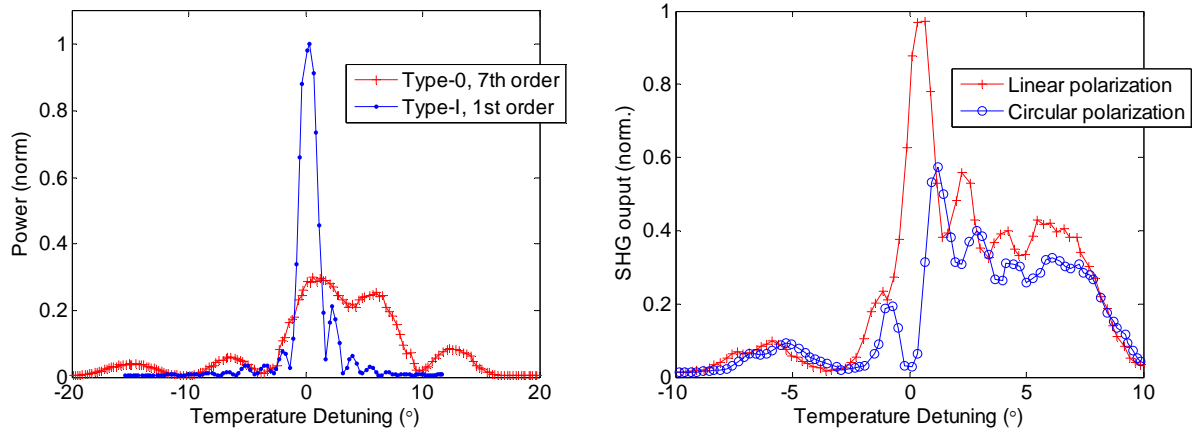 1
0.8
0.6
0.4
0.2
0
-20
-10
0
10
20
Power (norm)
Temperature Detuning (°)
Type-0, 7th order
Type-I, 1st order
1
0.8
0.6
0.4
0.2
0
-10
-5
0
5
10
SHG ouput (norm.)
Temperature Detuning (°)
Linear polarization
Circular polarization